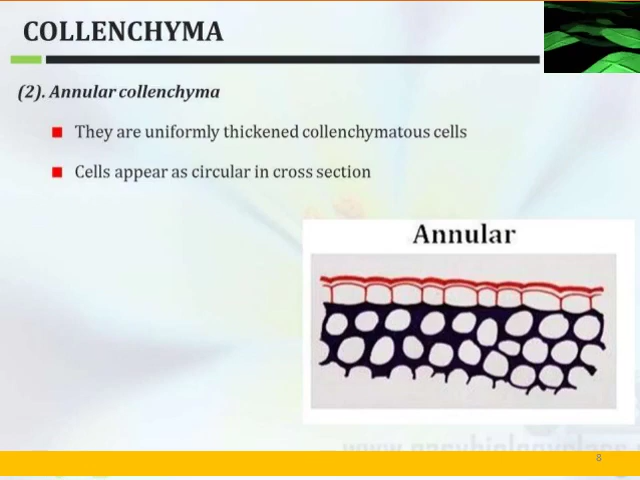 COLLENCHYMA
(2). Annular collenchyma
They are uniformly thickened collenchymatous cells
Cells appear as circular in cross section
Annular
8